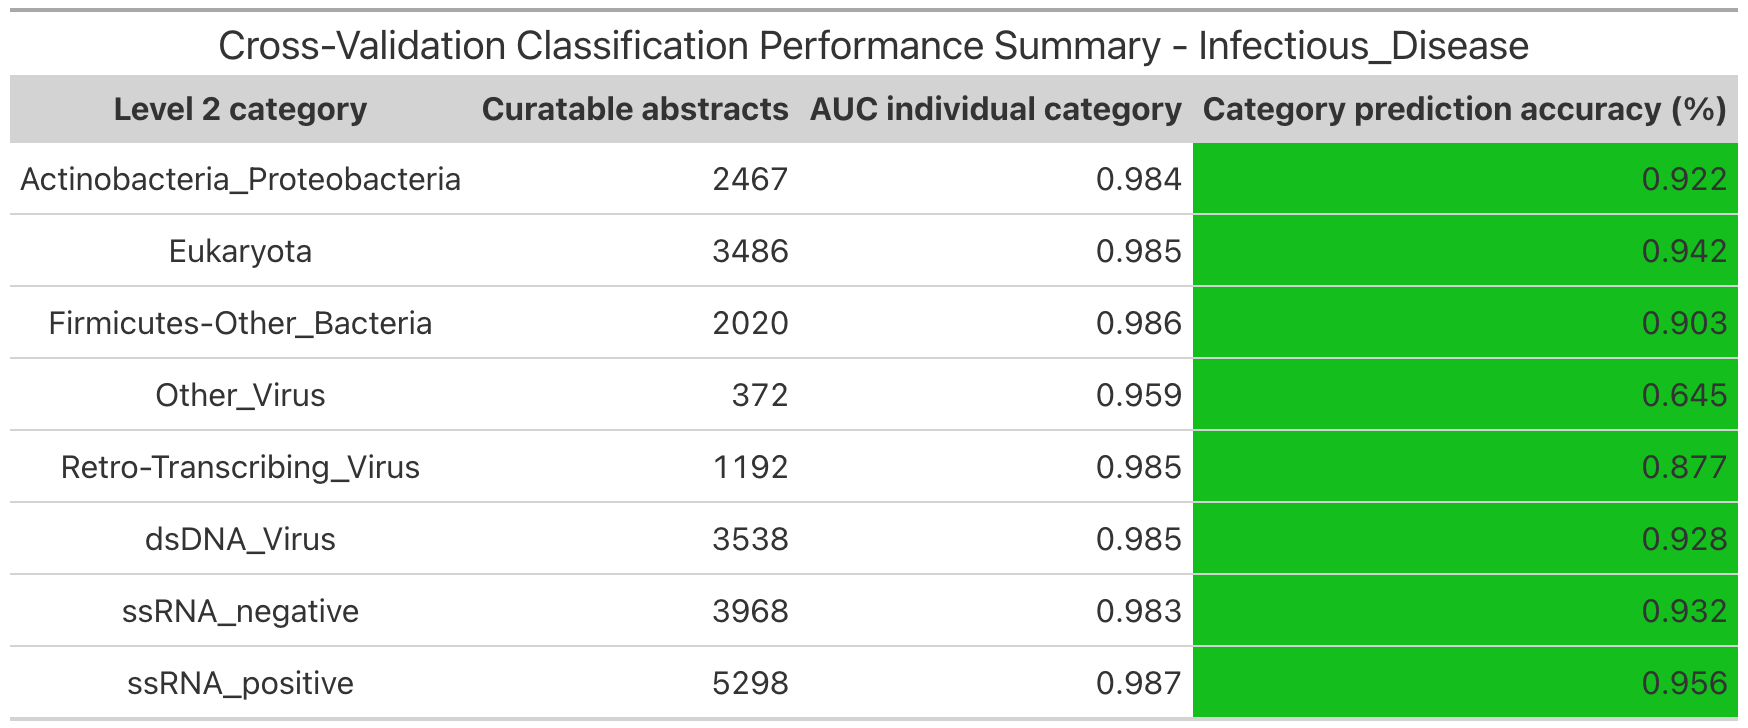 Cross-Validation Classification Performance Summary - Infectious_Disease
Level 2 category Curatable abstracts AUC individual category Category prediction accuracy (%)
Actinobacteria_Proteobacteria 2467 0.984 0.922
Eukaryota 3486 0.985 0.942
Firmicutes-Other_Bacteria 2020 0.986 0.903
Other_Virus 372 0.959 0.645
Retro-Transcribing_Virus 1192 0.985 0.877
dsDNA_Virus 3538 0.985 0.928
ssRNA_negative 3968 0.983 0.932
ssRNA_positive 5298 0.987 0.956